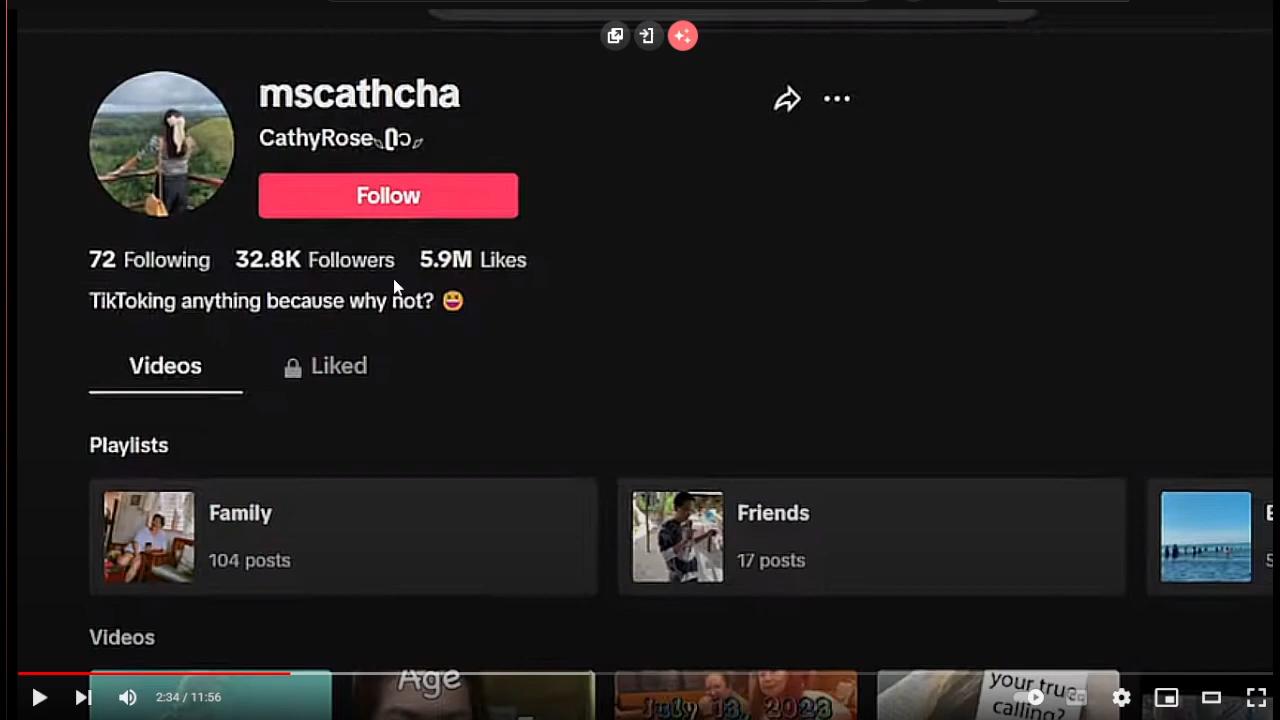 mscathcha
CathyRose
Follow
72 Following 32.8K Followers 5.9M Likes
TikToking anything because why not? 😆
Videos Liked
Playlists
Family
104 posts
Friends
17 posts
Videos
Age
July 13, 2023
your true
calling?
2:34 / 11:56